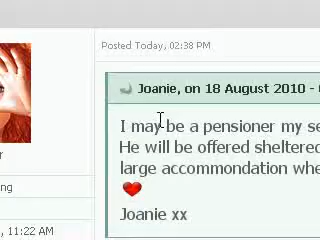 Posted Today, 02:38 PM
Joanie, on 18 August 2010 -
I may be a pensioner my se
He will be offered sheltered
large accommodation whe
Joanie xx
r
ng
, 11:22 AM